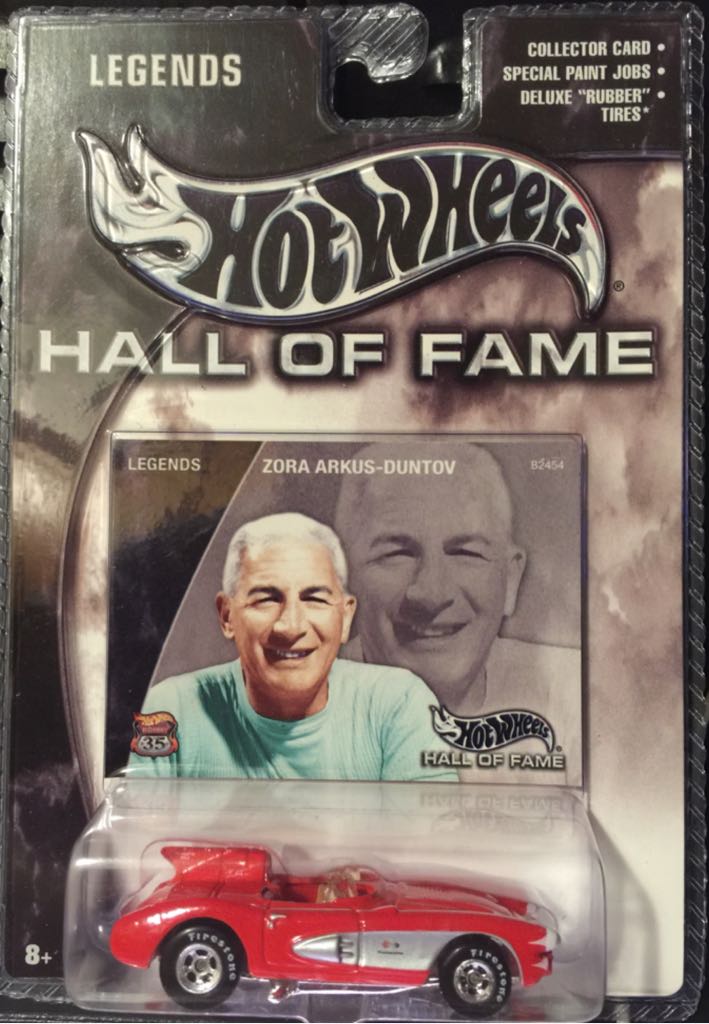 LEGENDS
COLLECTOR CARD •
SPECIAL PAINT JOBS •
DELUXE "RUBBER" •
TIRES*
HOT WHEELS
®
HALL OF FAME
LEGENDS
ZORA ARKUS-DUNTOV
B2454
35
HOT WHEELS
®
HALL OF FAME
8+
Firestone
Firestone